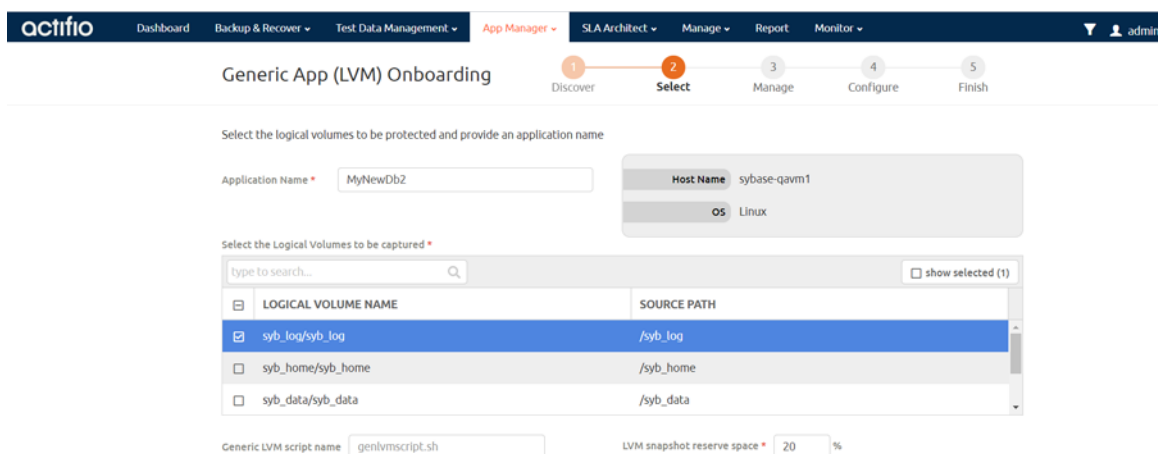 actifio Dashboard Backup & Recover Test Data Management App Manager SLA Architect Manage Report Monitor admin
Generic App (LVM) Onboarding
1 2 3 4 5
Discover Select Manage Configure Finish
Select the logical volumes to be protected and provide an application name
Application Name * MyNewDb2
Host Name sybase-qavm1
OS Linux
Select the Logical Volumes to be captured *
type to search... show selected (1)
LOGICAL VOLUME NAME SOURCE PATH
syb_log/syb_log /syb_log
syb_home/syb_home /syb_home
syb_data/syb_data /syb_data
Generic LVM script name genlvmscript.sh LVM snapshot reserve space * 20 %